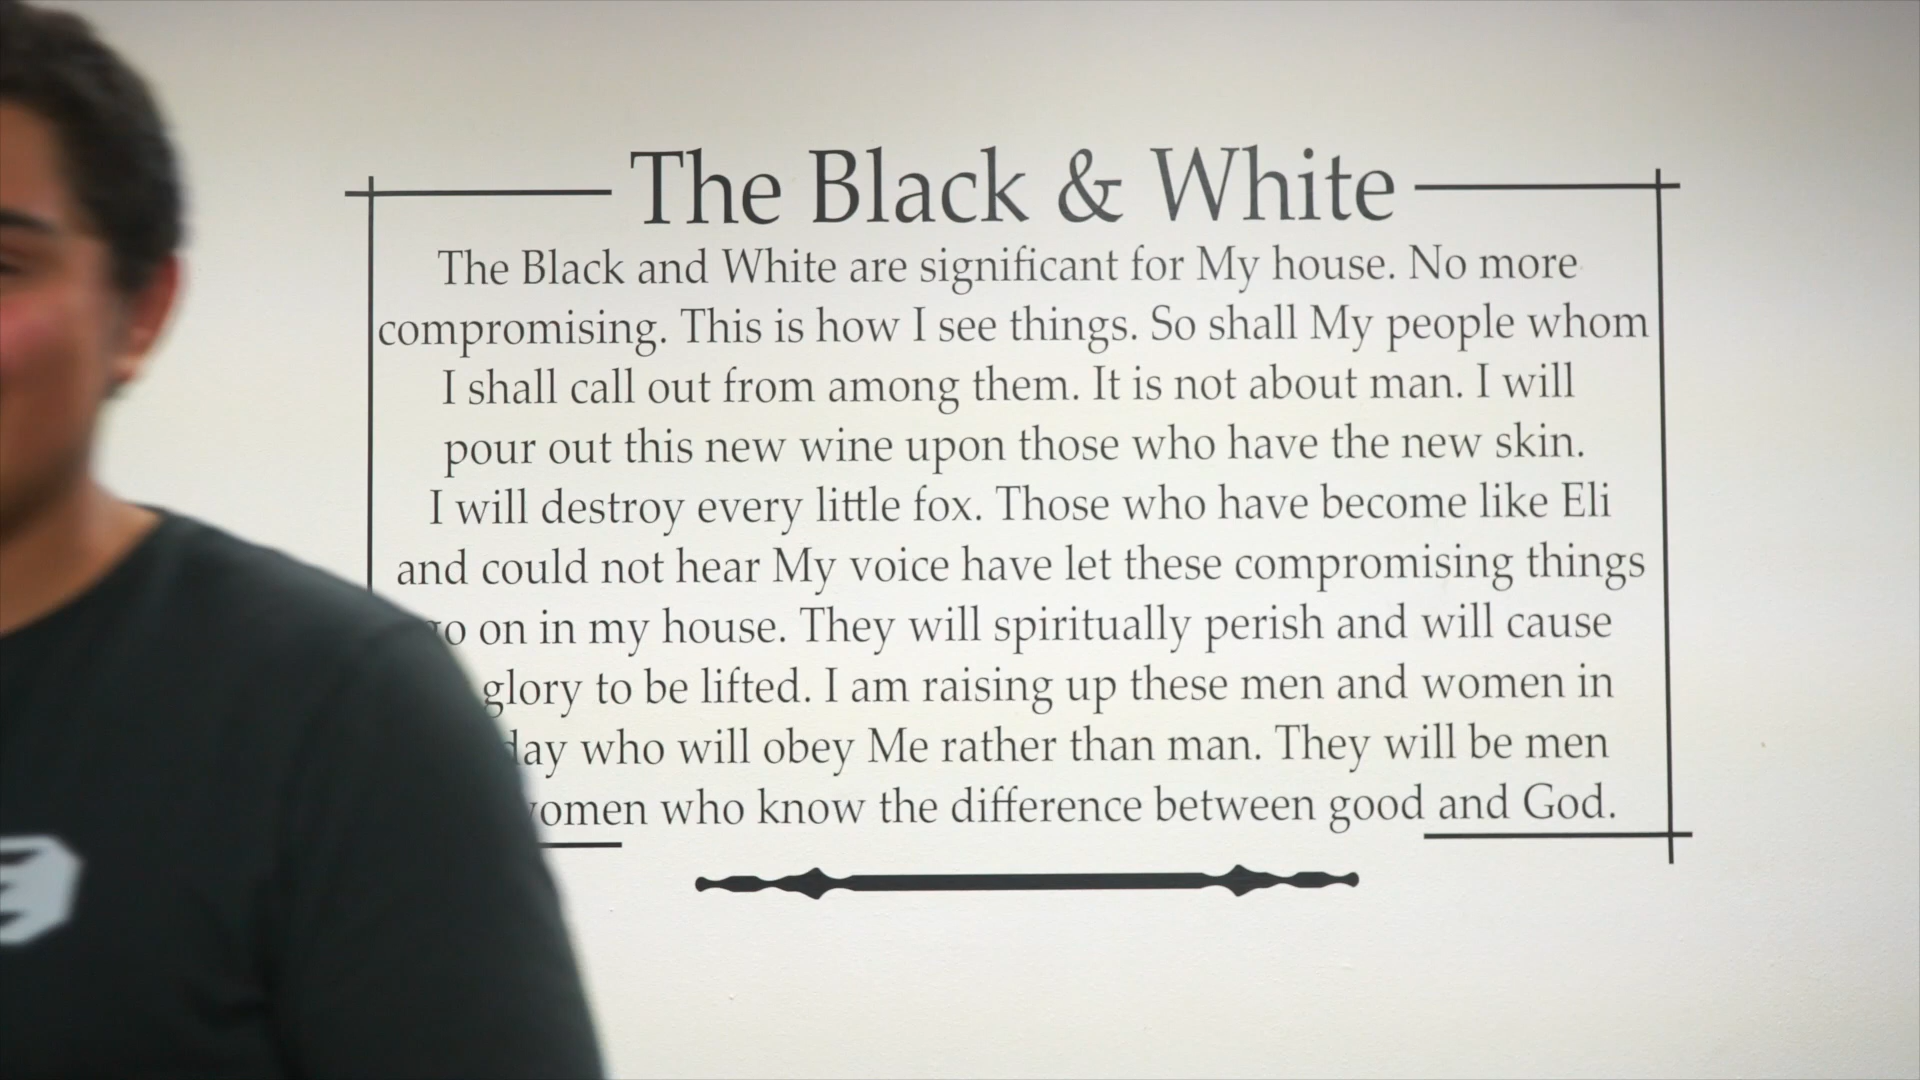 The Black & White
The Black and White are significant for My house. No more
compromising. This is how I see things. So shall My people whom
I shall call out from among them. It is not about man. I will
pour out this new wine upon those who have the new skin.
I will destroy every little fox. Those who have become like Eli
and could not hear My voice have let these compromising things
on in my house. They will spiritually perish and will cause
glory to be lifted. I am raising up these men and women in
who will obey Me rather than man. They will be men
who know the difference between good and God.